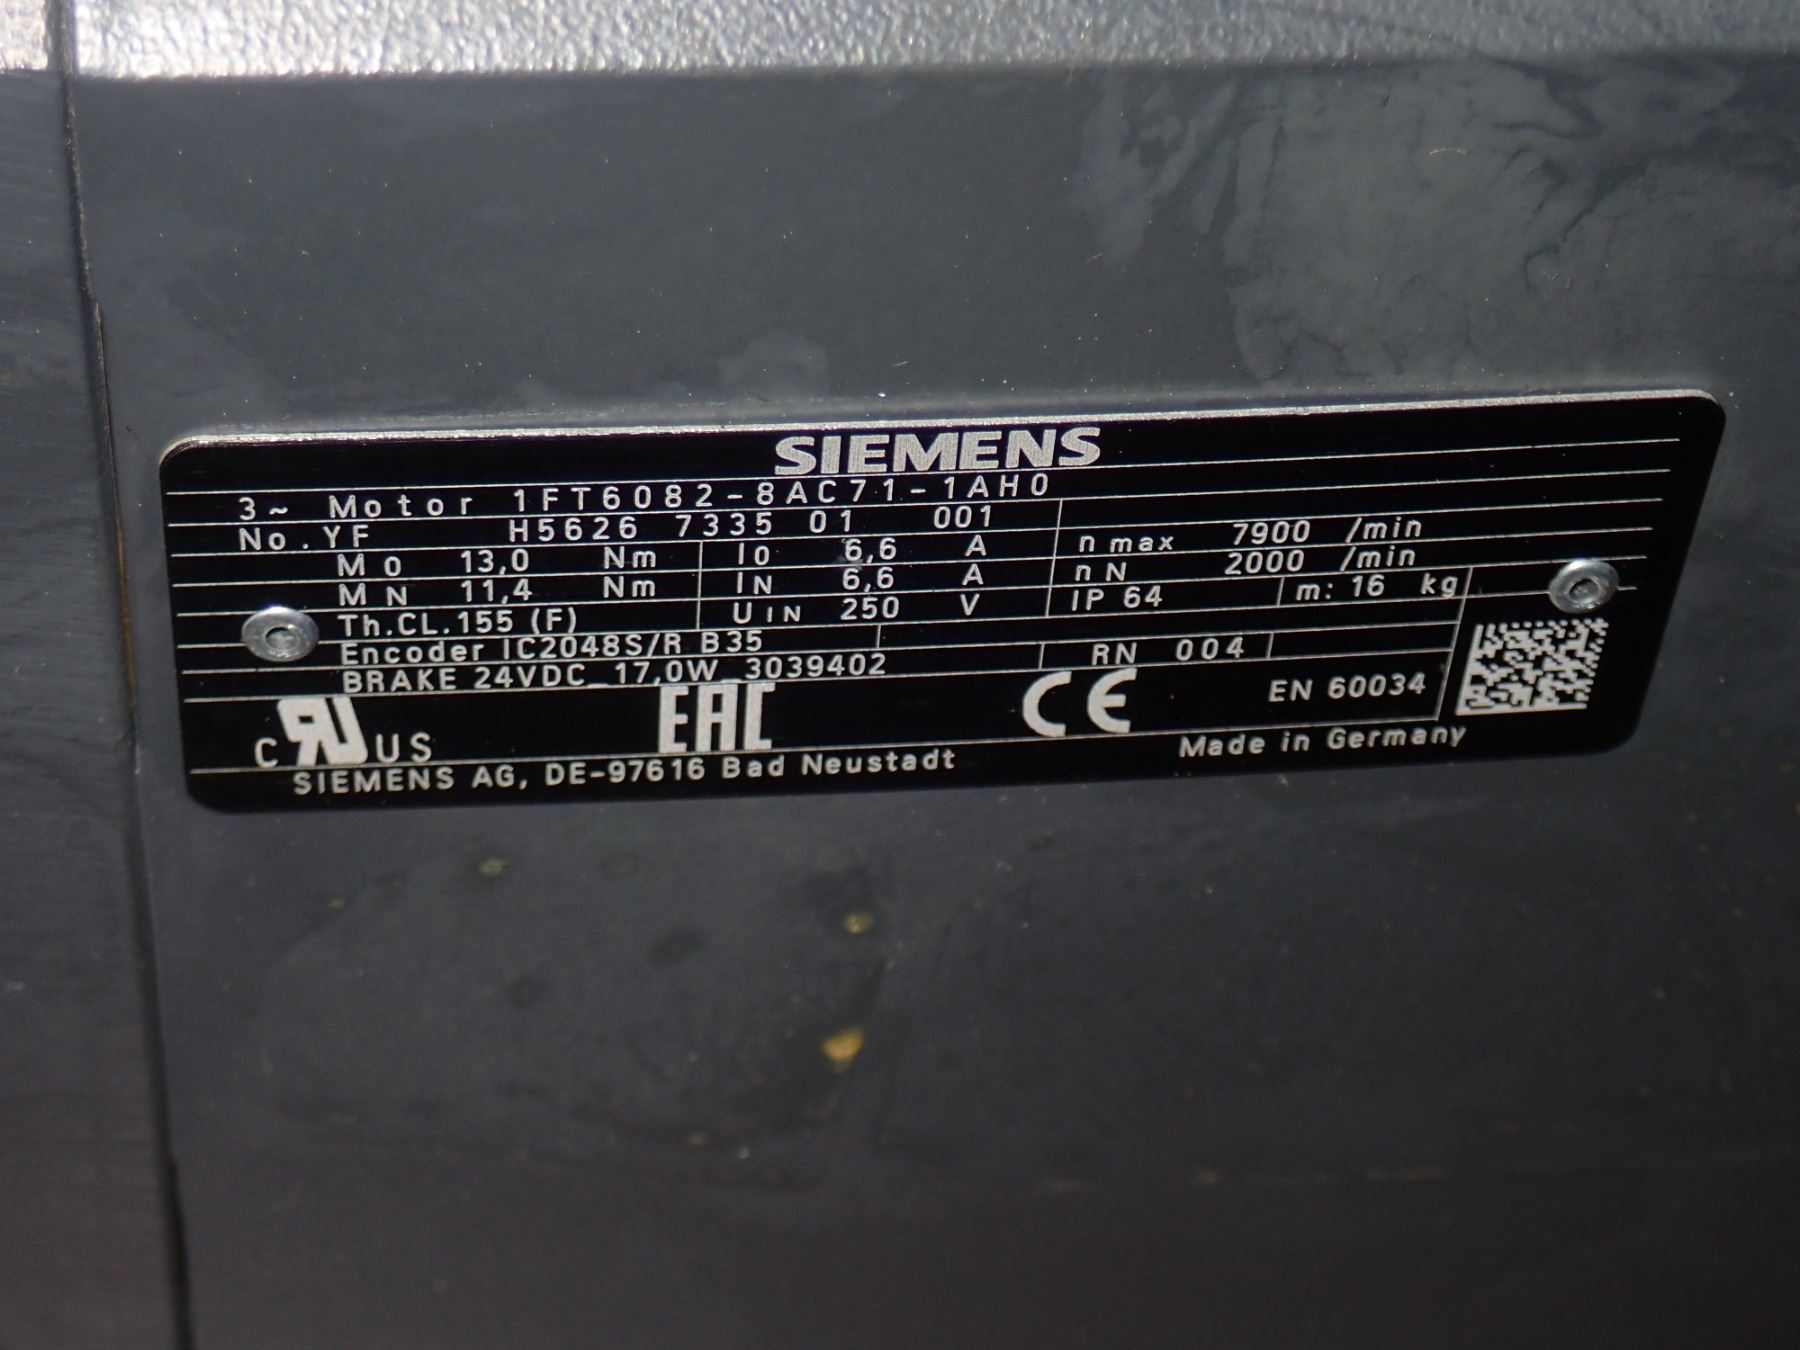 SIEMENS
3~ Motor 1FT6082-8AC71-1AH0
No.YF H5626 7335 01 001
M0 13,0 Nm I0 6,6 A n max 7900 /min
MN 11,4 Nm IN 6,6 A nN 2000 /min
Th.CL.155 (F) UIN 250 V IP 64 m: 16 kg
Encoder IC2048S/R B35
BRAKE 24VDC 17,0W 3039402 RN 004
EN 60034
C RU US EAC CE
SIEMENS AG, DE-97616 Bad Neustadt Made in Germany